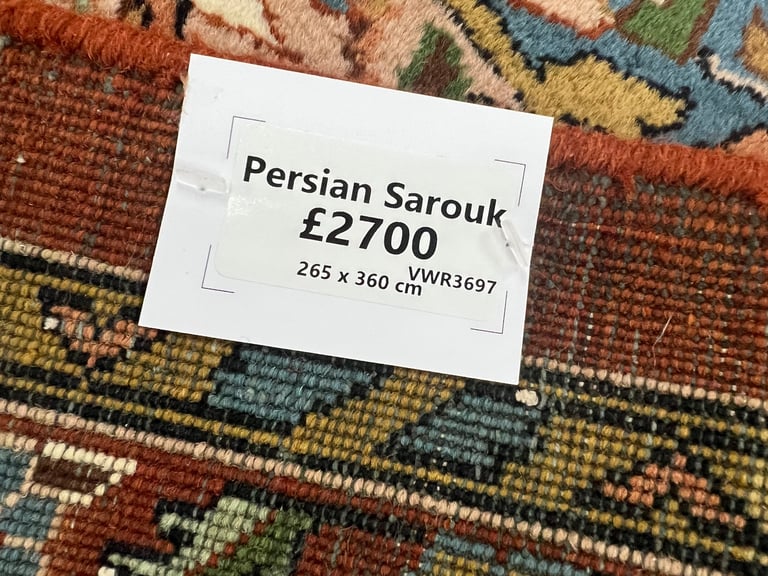 Persian Sarouk
£2700
265 x 360 cm
VWR3697